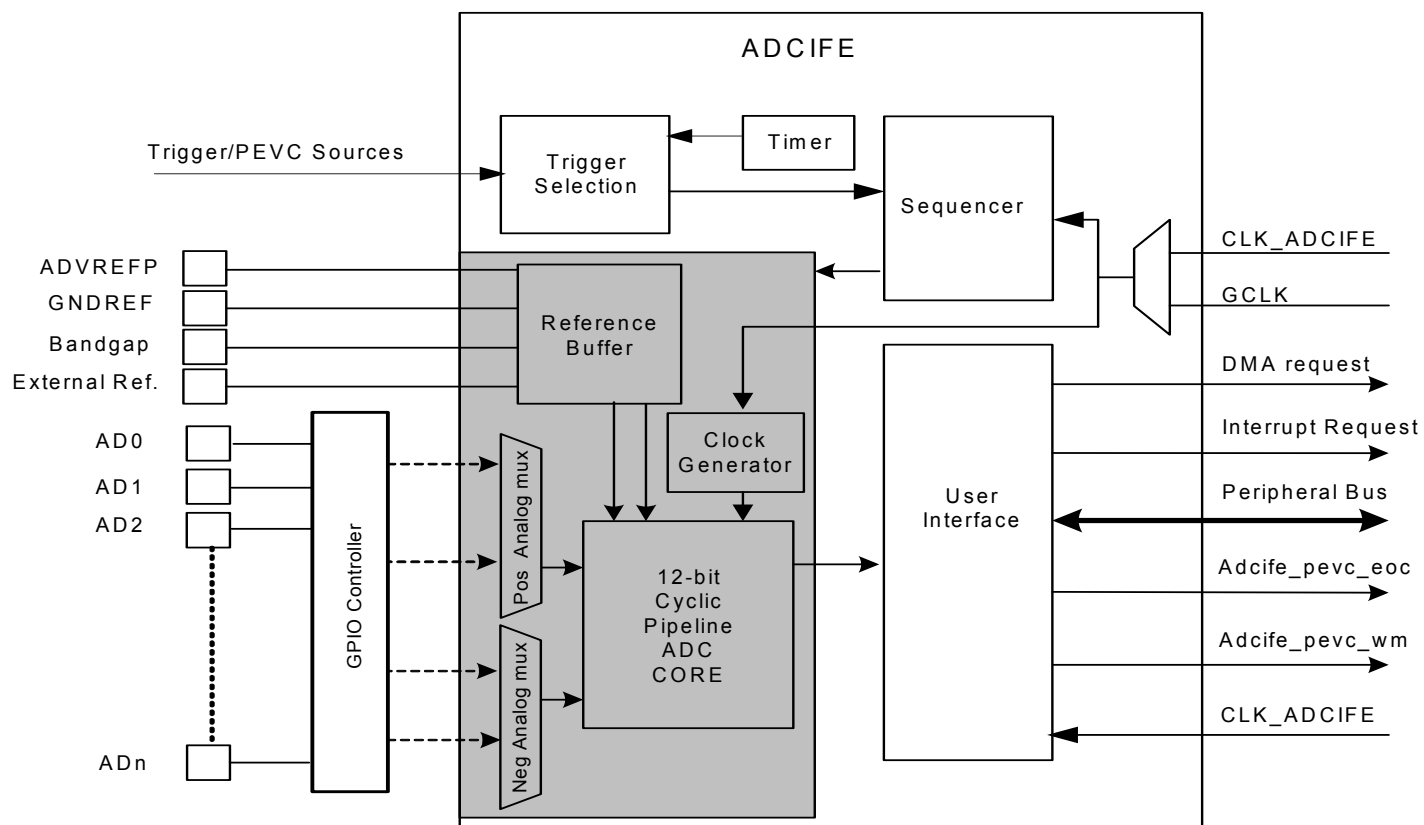 ADCIFE
Trigger/PEVC Sources
Trigger
Selection
Timer
Sequencer
CLK_ADCIFE
GCLK
ADVREFP
GNDREF
Bandgap
External Ref.
Reference
Buffer
DMA request
Interrupt Request
Peripheral Bus
Adcife_pevc_eoc
Adcife_pevc_wm
CLK_ADCIFE
AD0
AD1
AD2
ADn
GPIO Controller
Pos Analog mux
Neg Analog mux
Clock
Generator
12-bit
Cyclic
Pipeline
ADC
CORE
User
Interface